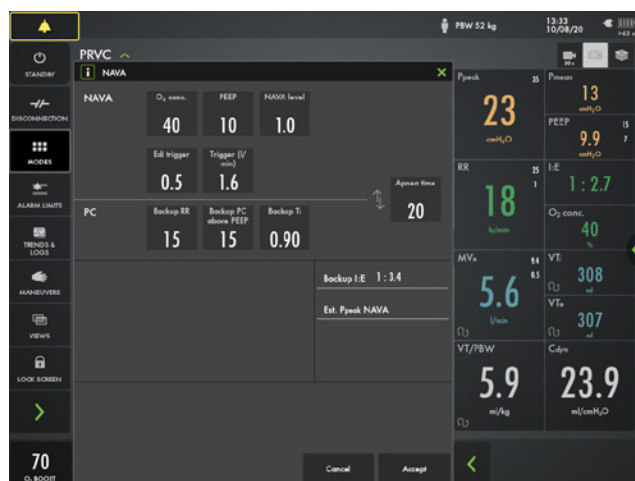 PBW 52 kg
13:33
10/08/20
PRVC
STANDBY
DISCONNECTION
MODES
ALARM LIMITS
TRENDS &
LOGS
MANEUVERS
VIEWS
LOCK SCREEN
70
O₂ BOOST
i NAVA ×
NAVA
O₂ conc. PEEP NAVA level
40 10 1.0
Edi trigger Trigger (l/
min)
0.5 1.6
Apnea time
20
PC
Backup RR Backup PC
above PEEP Backup Ti
15 15 0.90
Backup I:E 1 : 3.4
Est. Ppeak NAVA
Cancel Accept
Ppeak 35
23
cmH₂O
Pmean
13
cmH₂O
PEEP 15
9.9 7
cmH₂O
RR 35
18 1
b/min
I:E
1 : 2.7
O₂ conc.
40
%
MVe
0.5
5.6
l/min
VTi
308
ml
VTe
307
ml
VT/PBW
5.9
ml/kg
Cdyn
23.9
ml/cmH₂O